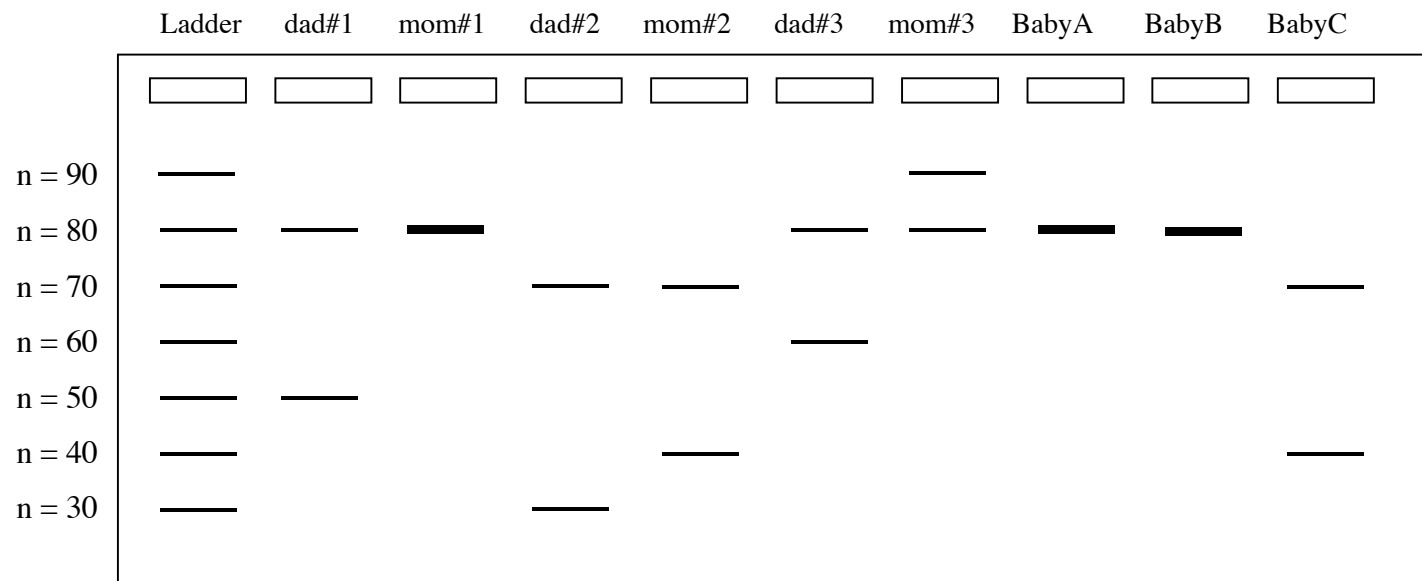 Ladder dad#1 mom#1 dad#2 mom#2 dad#3 mom#3 BabyA BabyB BabyC
n = 90
n = 80
n = 70
n = 60
n = 50
n = 40
n = 30